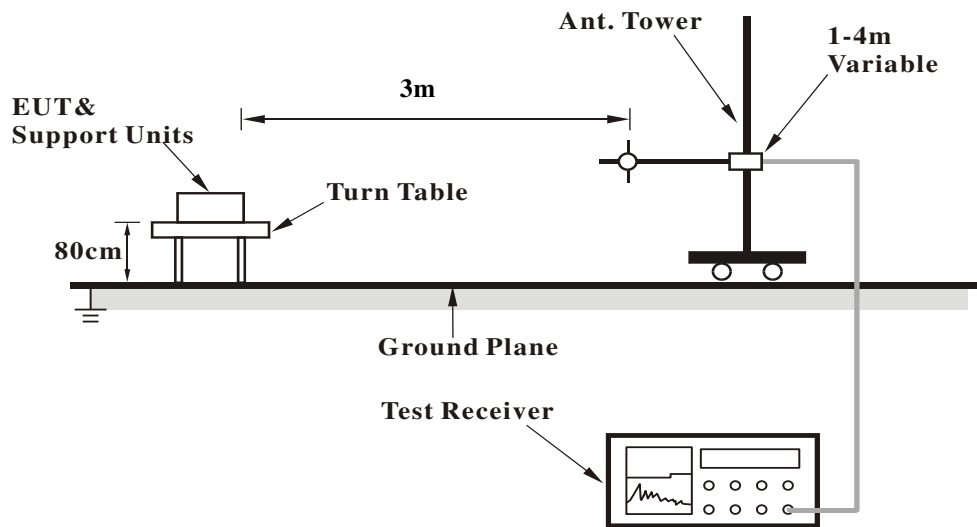 Ant. Tower
1-4m
Variable
3m
EUT&
Support Units
Turn Table
80cm
Ground Plane
Test Receiver